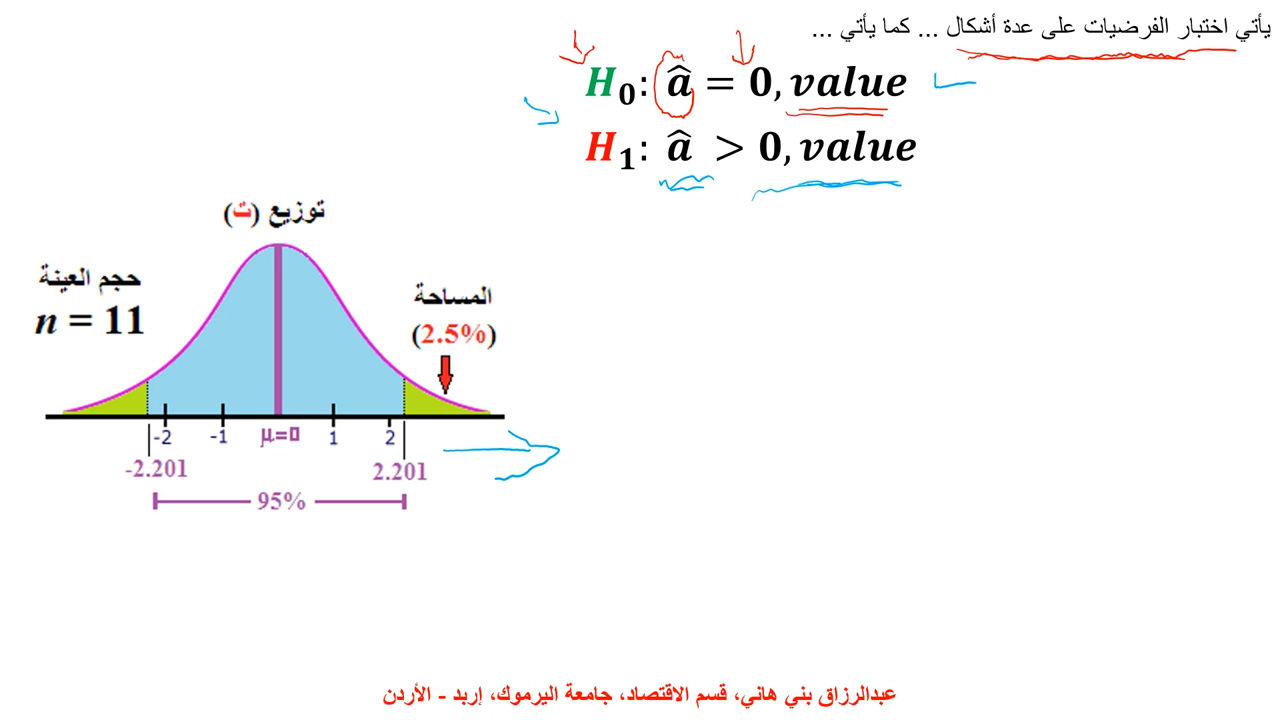 يأتي اختبار الفرضيات على عدة أشكال ... كما يأتي ...
H₀: â = 0, value
H₁: â > 0, value
توزيع (ت)
حجم العينة
n = 11
المساحة
(2.5%)
-2 -1 µ=0 1 2
-2.201 2.201
95%
عبدالرزاق بني هاني، قسم الاقتصاد، جامعة اليرموك، إربد - الأردن